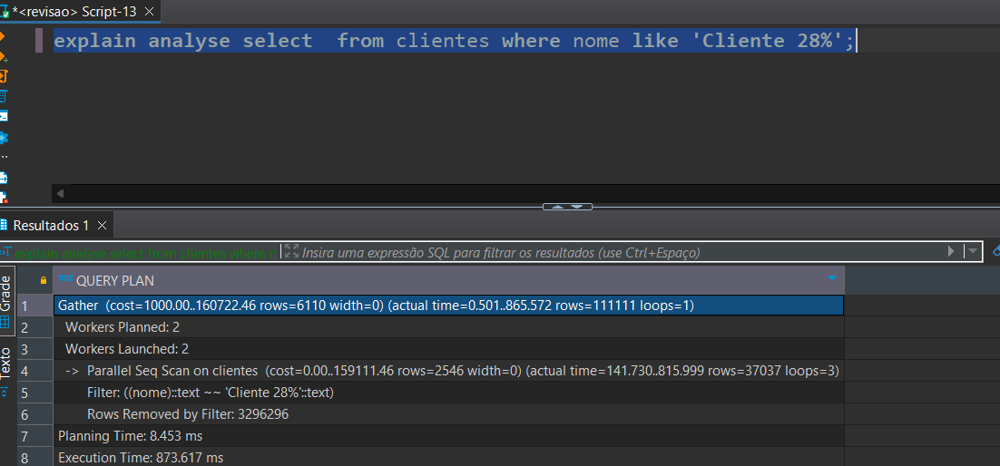 *<revisao> Script-13
explain analyse select  from clientes where nome like 'Cliente 28%';
Resultados 1
explain analyse select from clientes where n
Insira uma expressão SQL para filtrar os resultados (use Ctrl+Espaço)
Grade
Texto
QUERY PLAN
1 Gather  (cost=1000.00..160722.46 rows=6110 width=0) (actual time=0.501..865.572 rows=111111 loops=1)
2 Workers Planned: 2
3 Workers Launched: 2
4 ->  Parallel Seq Scan on clientes  (cost=0.00..159111.46 rows=2546 width=0) (actual time=141.730..815.999 rows=37037 loops=3)
5 Filter: ((nome)::text ~~ 'Cliente 28%'::text)
6 Rows Removed by Filter: 3296296
7 Planning Time: 8.453 ms
8 Execution Time: 873.617 ms